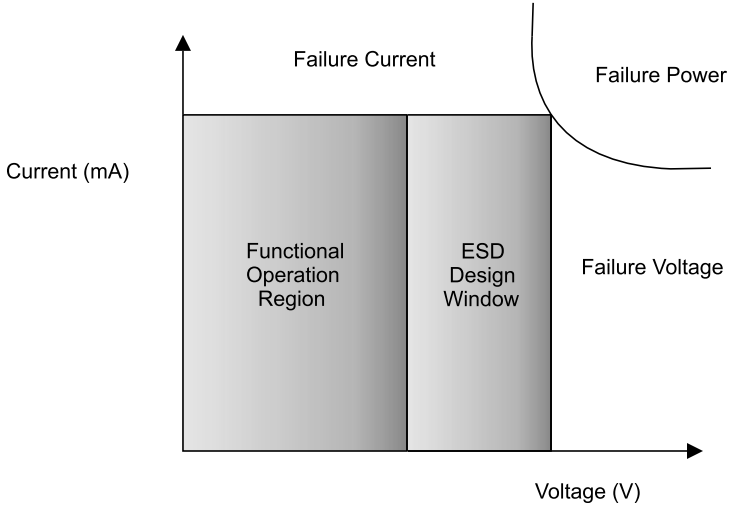 Failure Current
Failure Power
Current (mA)
Functional
Operation
Region
ESD
Design
Window
Failure Voltage
Voltage (V)